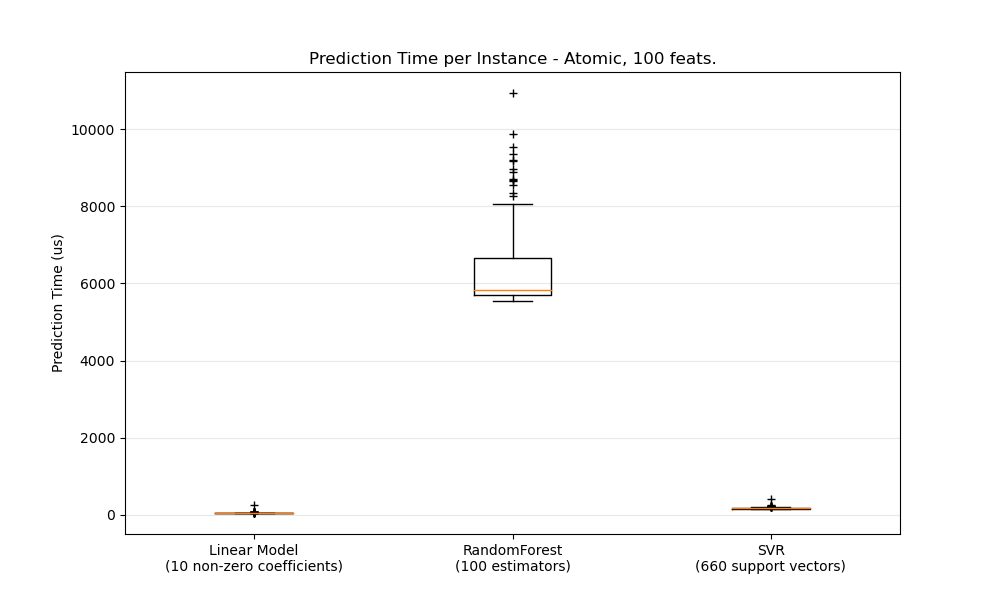 Prediction Time per Instance - Atomic, 100 feats.
Prediction Time (us)
10000
8000
6000
4000
2000
0
Linear Model
(10 non-zero coefficients)
RandomForest
(100 estimators)
SVR
(660 support vectors)